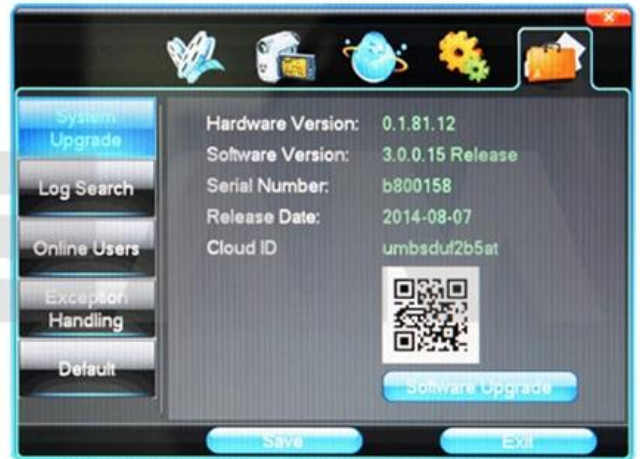 System
Upgrade
Log Search
Online Users
Exception
Handling
Default
Hardware Version: 0.1.81.12
Software Version: 3.0.0.15 Release
Serial Number: b800158
Release Date: 2014-08-07
Cloud ID umbsduf2b5at
Software Upgrade
Save
Exit